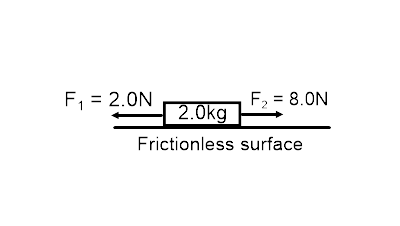 F₁ = 2.0N
2.0kg
F₂ = 8.0N
Frictionless surface